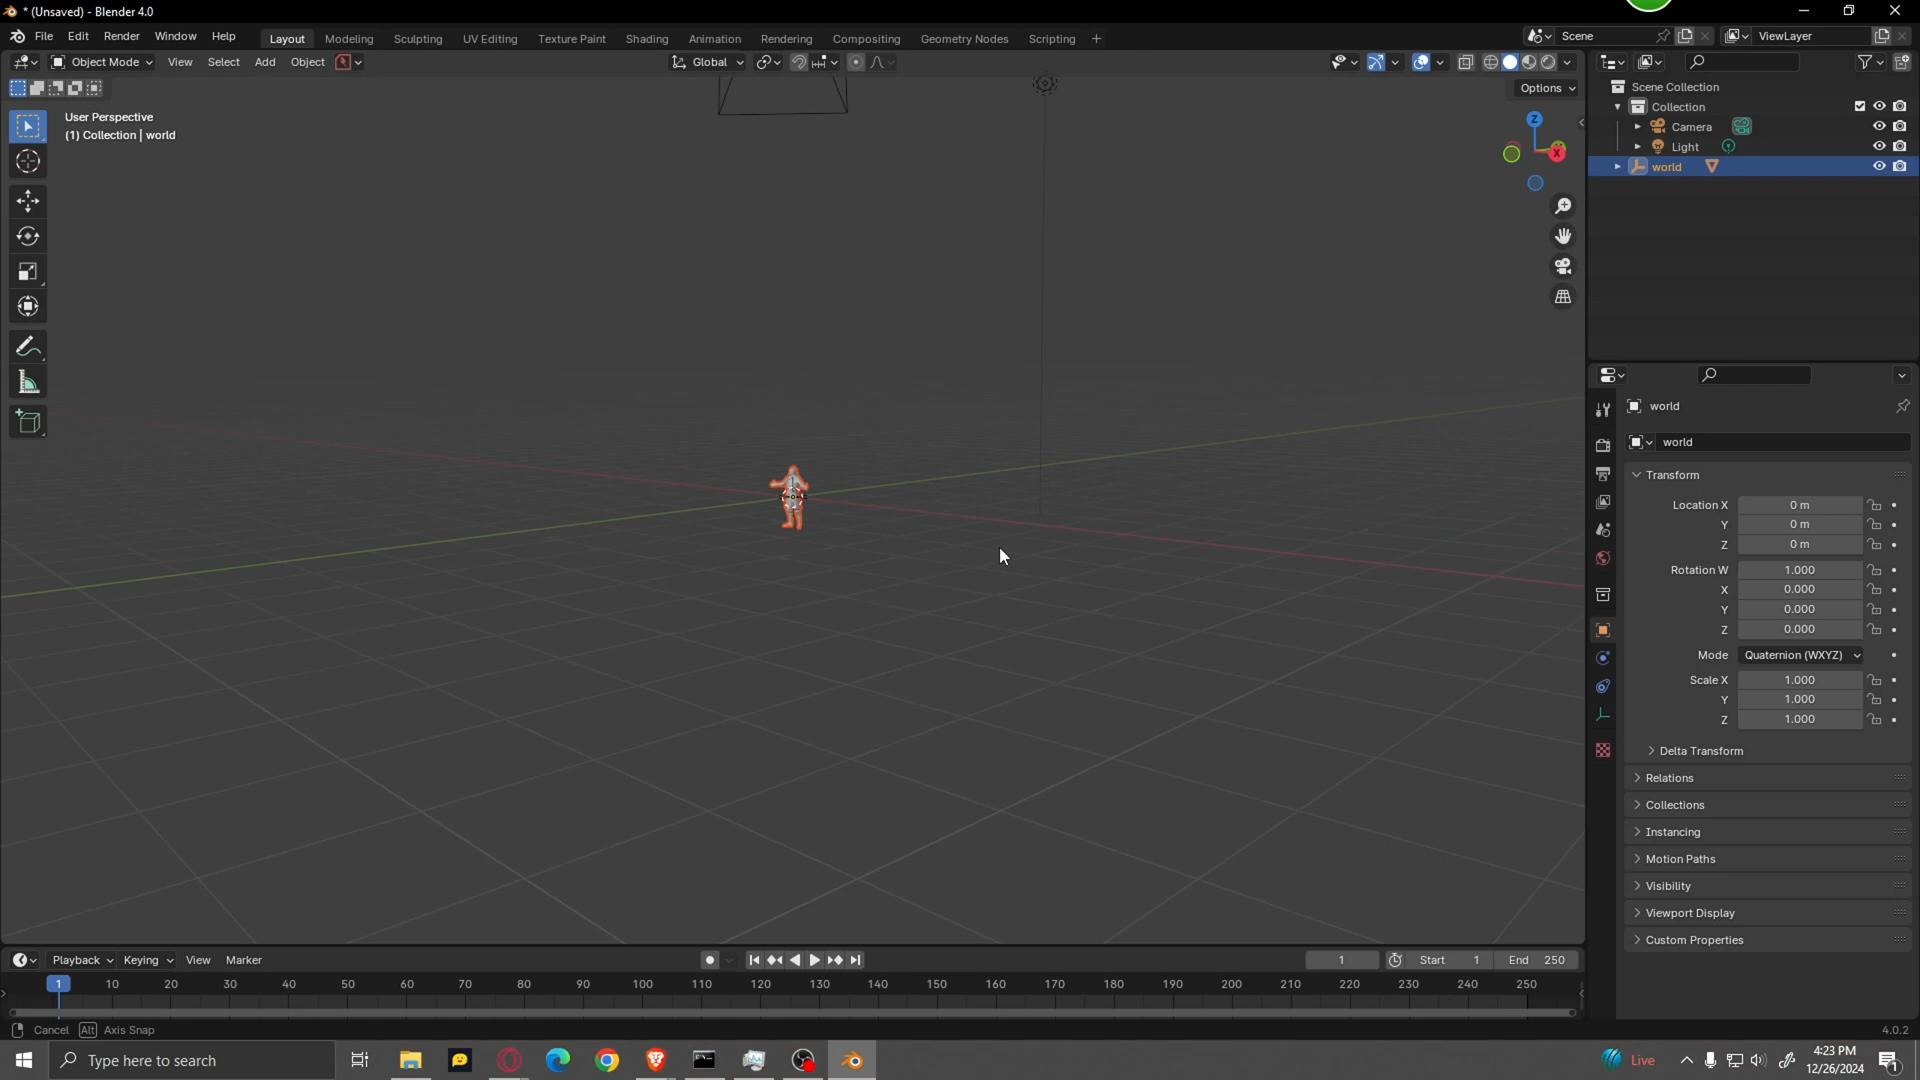 * (Unsaved) - Blender 4.0
File Edit Render Window Help Layout Modeling Sculpting UV Editing Texture Paint Shading Animation Rendering Compositing Geometry Nodes Scripting + Scene ViewLayer
Object Mode View Select Add Object Global
Options
User Perspective
(1) Collection | world
Z
X
Scene Collection
Collection
Camera
Light
world
world
world
Transform
Location X 0 m
Y 0 m
Z 0 m
Rotation W 1.000
X 0.000
Y 0.000
Z 0.000
Mode Quaternion (WXYZ)
Scale X 1.000
Y 1.000
Z 1.000
Delta Transform
Relations
Collections
Instancing
Motion Paths
Visibility
Viewport Display
Custom Properties
Playback Keying View Marker 1 Start 1 End 250
1 10 20 30 40 50 60 70 80 90 100 110 120 130 140 150 160 170 180 190 200 210 220 230 240 250
Cancel Alt Axis Snap 4.0.2
Type here to search Live 4:23 PM
12/26/2024 1